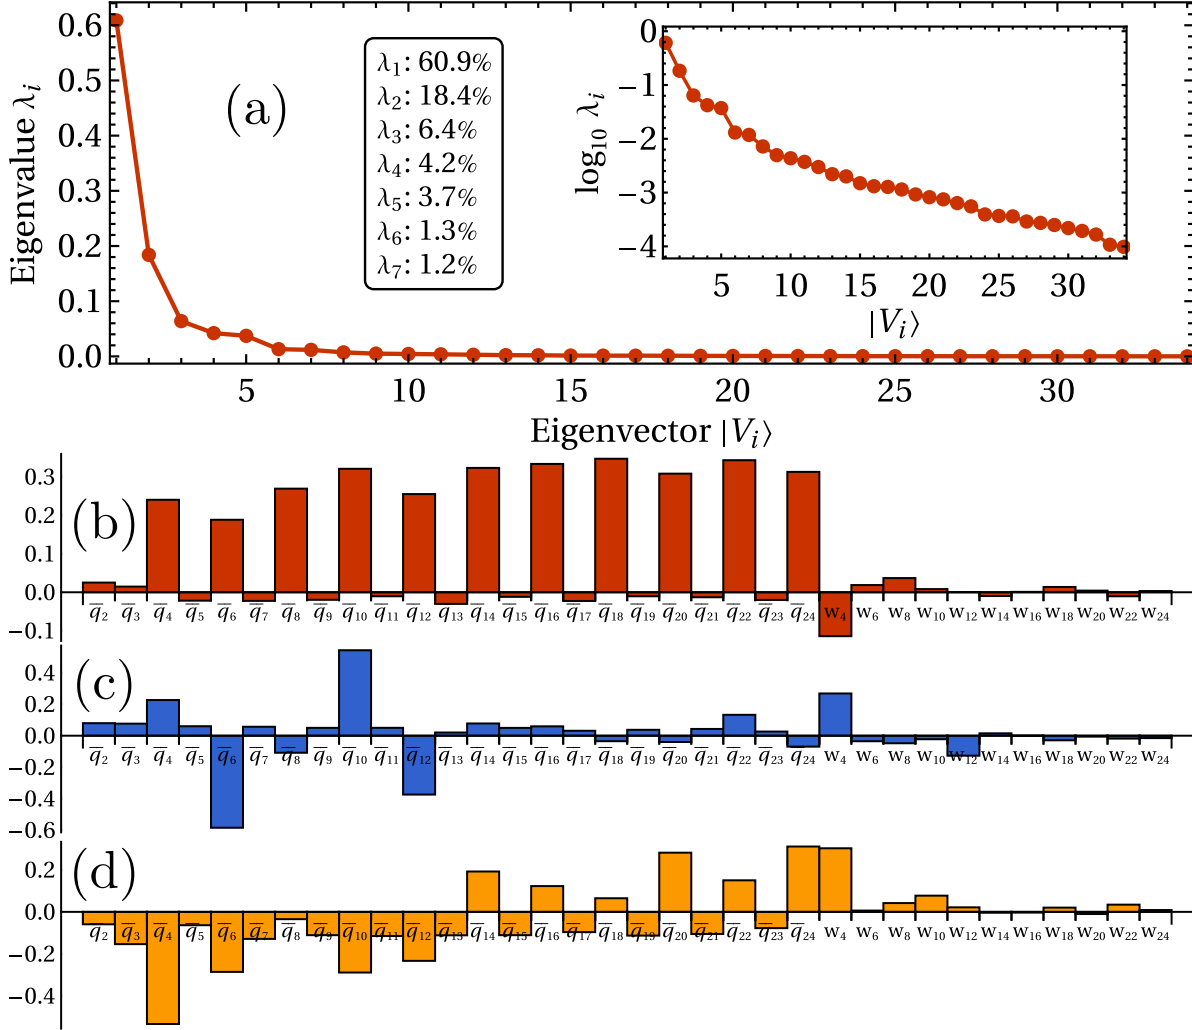 Eigenvalue λᵢ
0.6
0.5
0.4
0.3
0.2
0.1
0.0
(a)
λ₁: 60.9%
λ₂: 18.4%
λ₃: 6.4%
λ₄: 4.2%
λ₅: 3.7%
λ₆: 1.3%
λ₇: 1.2%
log₁₀ λᵢ
0
−1
−2
−3
−4
5 10 15 20 25 30
|Vᵢ⟩
5 10 15 20 25 30
Eigenvector |Vᵢ⟩
(b)
0.3
0.2
0.1
0.0
−0.1
q̅₂ q̅₃ q̅₄ q̅₅ q̅₆ q̅₇ q̅₈ q̅₉ q̅₁₀ q̅₁₁ q̅₁₂ q̅₁₃ q̅₁₄ q̅₁₅ q̅₁₆ q̅₁₇ q̅₁₈ q̅₁₉ q̅₂₀ q̅₂₁ q̅₂₂ q̅₂₃ q̅₂₄ w₄ w₆ w₈ w₁₀ w₁₂ w₁₄ w₁₆ w₁₈ w₂₀ w₂₂ w₂₄
(c)
0.4
0.2
0.0
−0.2
−0.4
−0.6
q̅₂ q̅₃ q̅₄ q̅₅ q̅₆ q̅₇ q̅₈ q̅₉ q̅₁₀ q̅₁₁ q̅₁₂ q̅₁₃ q̅₁₄ q̅₁₅ q̅₁₆ q̅₁₇ q̅₁₈ q̅₁₉ q̅₂₀ q̅₂₁ q̅₂₂ q̅₂₃ q̅₂₄ w₄ w₆ w₈ w₁₀ w₁₂ w₁₄ w₁₆ w₁₈ w₂₀ w₂₂ w₂₄
(d)
0.2
0.0
−0.2
−0.4
q̅₂ q̅₃ q̅₄ q̅₅ q̅₆ q̅₇ q̅₈ q̅₉ q̅₁₀ q̅₁₁ q̅₁₂ q̅₁₃ q̅₁₄ q̅₁₅ q̅₁₆ q̅₁₇ q̅₁₈ q̅₁₉ q̅₂₀ q̅₂₁ q̅₂₂ q̅₂₃ q̅₂₄ w₄ w₆ w₈ w₁₀ w₁₂ w₁₄ w₁₆ w₁₈ w₂₀ w₂₂ w₂₄